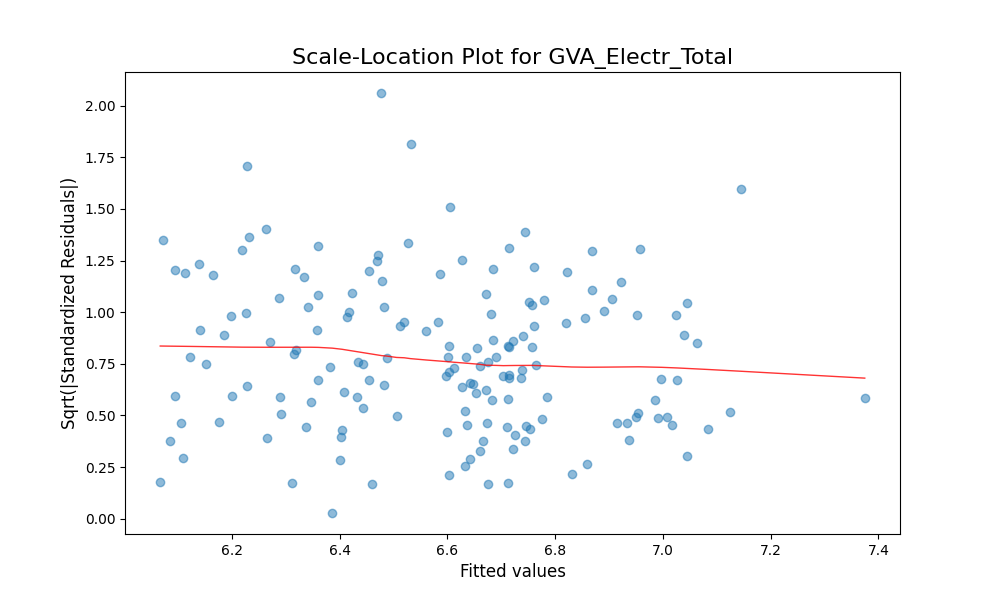 Scale-Location Plot for GVA_Electr_Total
Sqrt(|Standardized Residuals|)
2.00
1.75
1.50
1.25
1.00
0.75
0.50
0.25
0.00
6.2 6.4 6.6 6.8 7.0 7.2 7.4
Fitted values